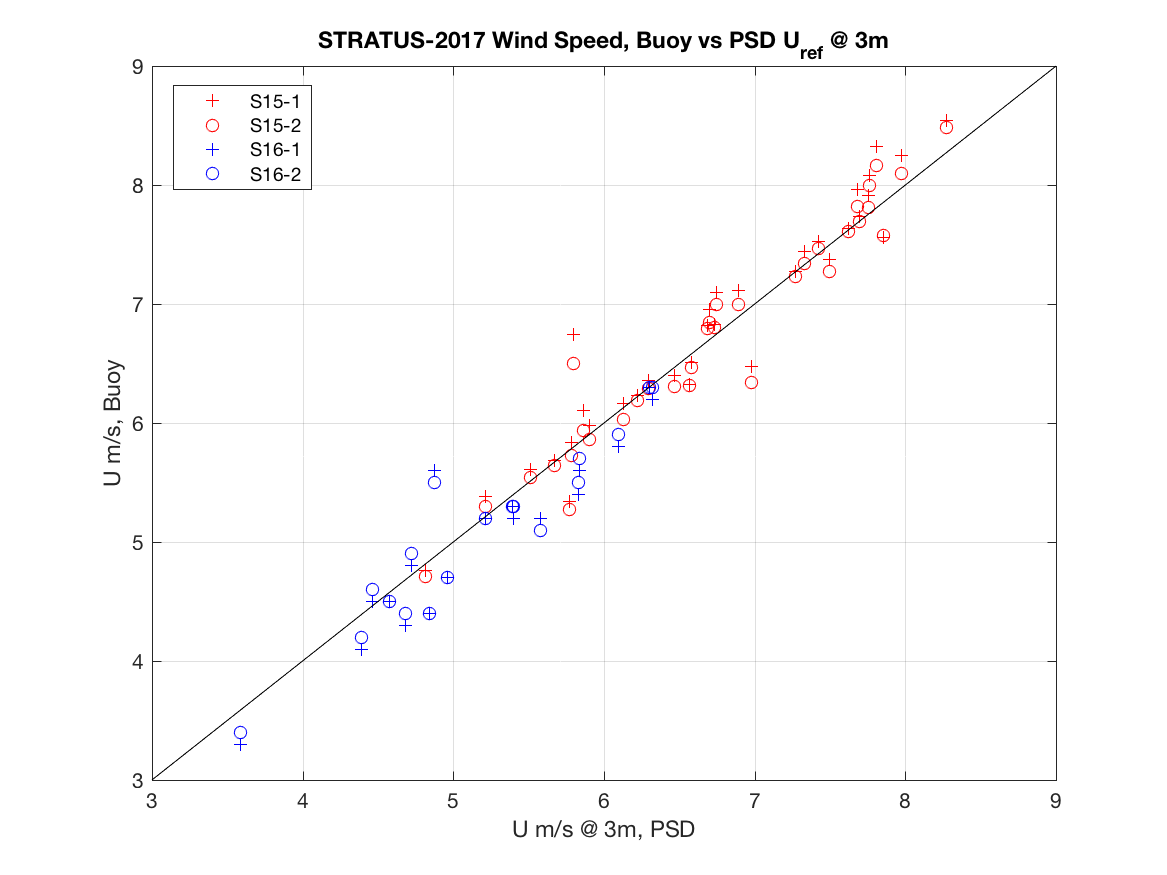 STRATUS-2017 Wind Speed, Buoy vs PSD U_ref @ 3m
9
8
7
6
5
4
3
S15-1
S15-2
S16-1
S16-2
U m/s, Buoy
3 4 5 6 7 8 9
U m/s @ 3m, PSD